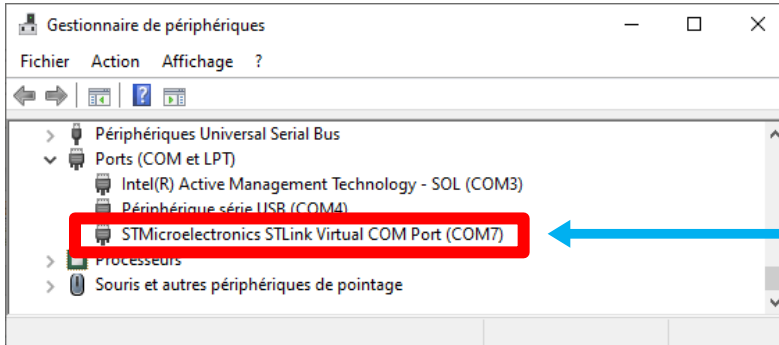 Gestionnaire de périphériques
Fichier Action Affichage ?
Périphériques Universal Serial Bus
Ports (COM et LPT)
Intel(R) Active Management Technology - SOL (COM3)
Périphérique série USB (COM4)
STMicroelectronics STLink Virtual COM Port (COM7)
Processeurs
Souris et autres périphériques de pointage